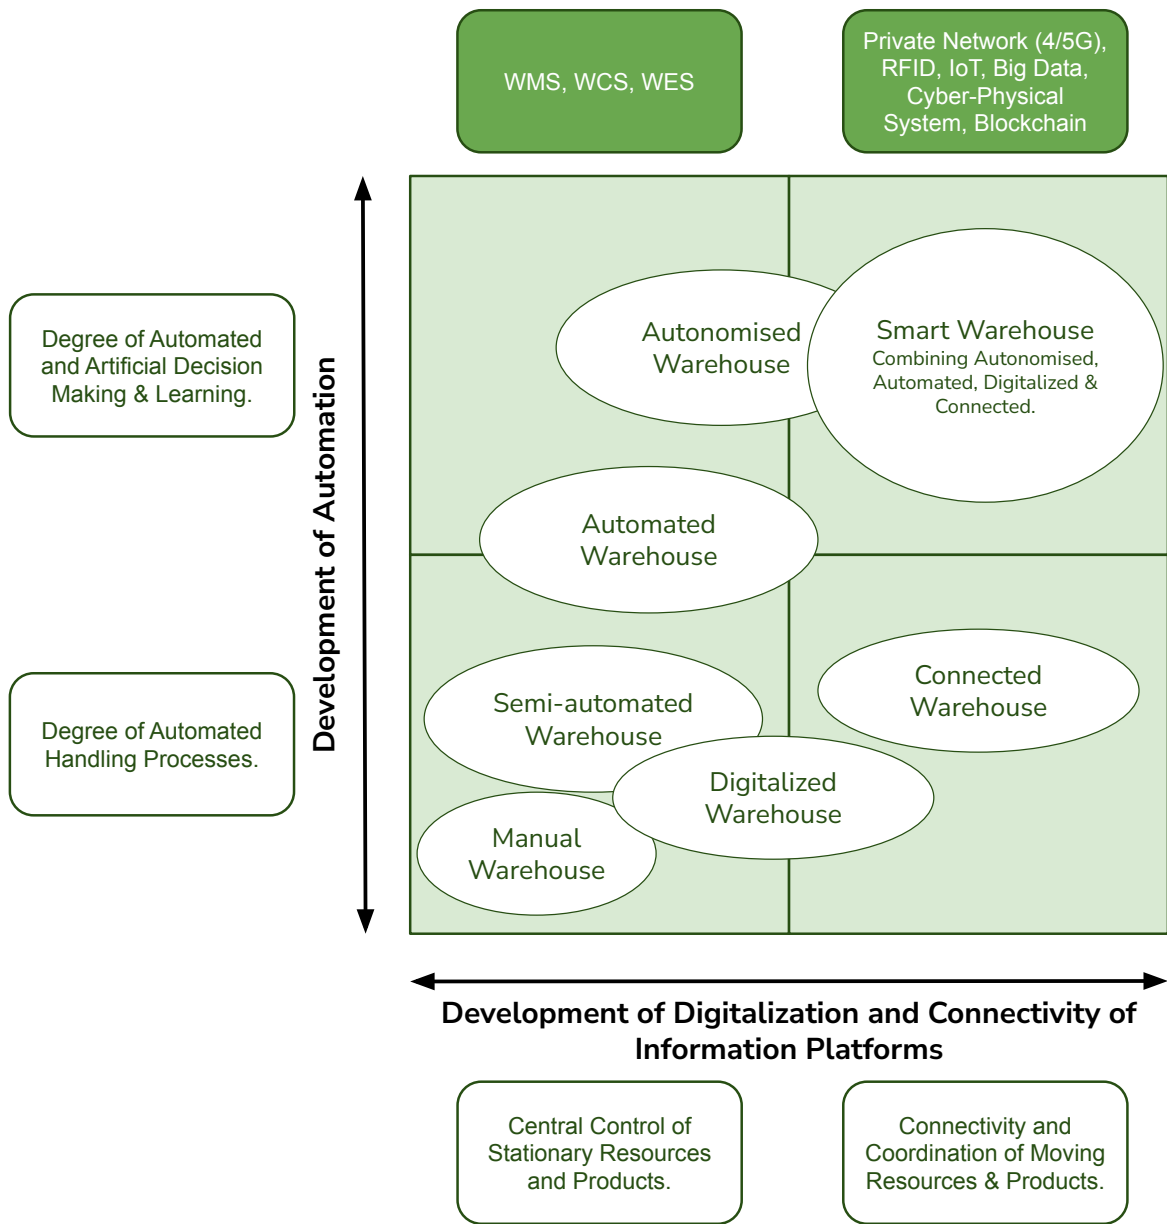 WMS, WCS, WES
Private Network (4/5G),
RFID, IoT, Big Data,
Cyber-Physical
System, Blockchain
Degree of Automated
and Artificial Decision
Making & Learning.
Degree of Automated
Handling Processes.
Development of Automation
Autonomised
Warehouse
Smart Warehouse
Combining Autonomised,
Automated, Digitalized &
Connected.
Automated
Warehouse
Semi-automated
Warehouse
Connected
Warehouse
Digitalized
Warehouse
Manual
Warehouse
Development of Digitalization and Connectivity of
Information Platforms
Central Control of
Stationary Resources
and Products.
Connectivity and
Coordination of Moving
Resources & Products.